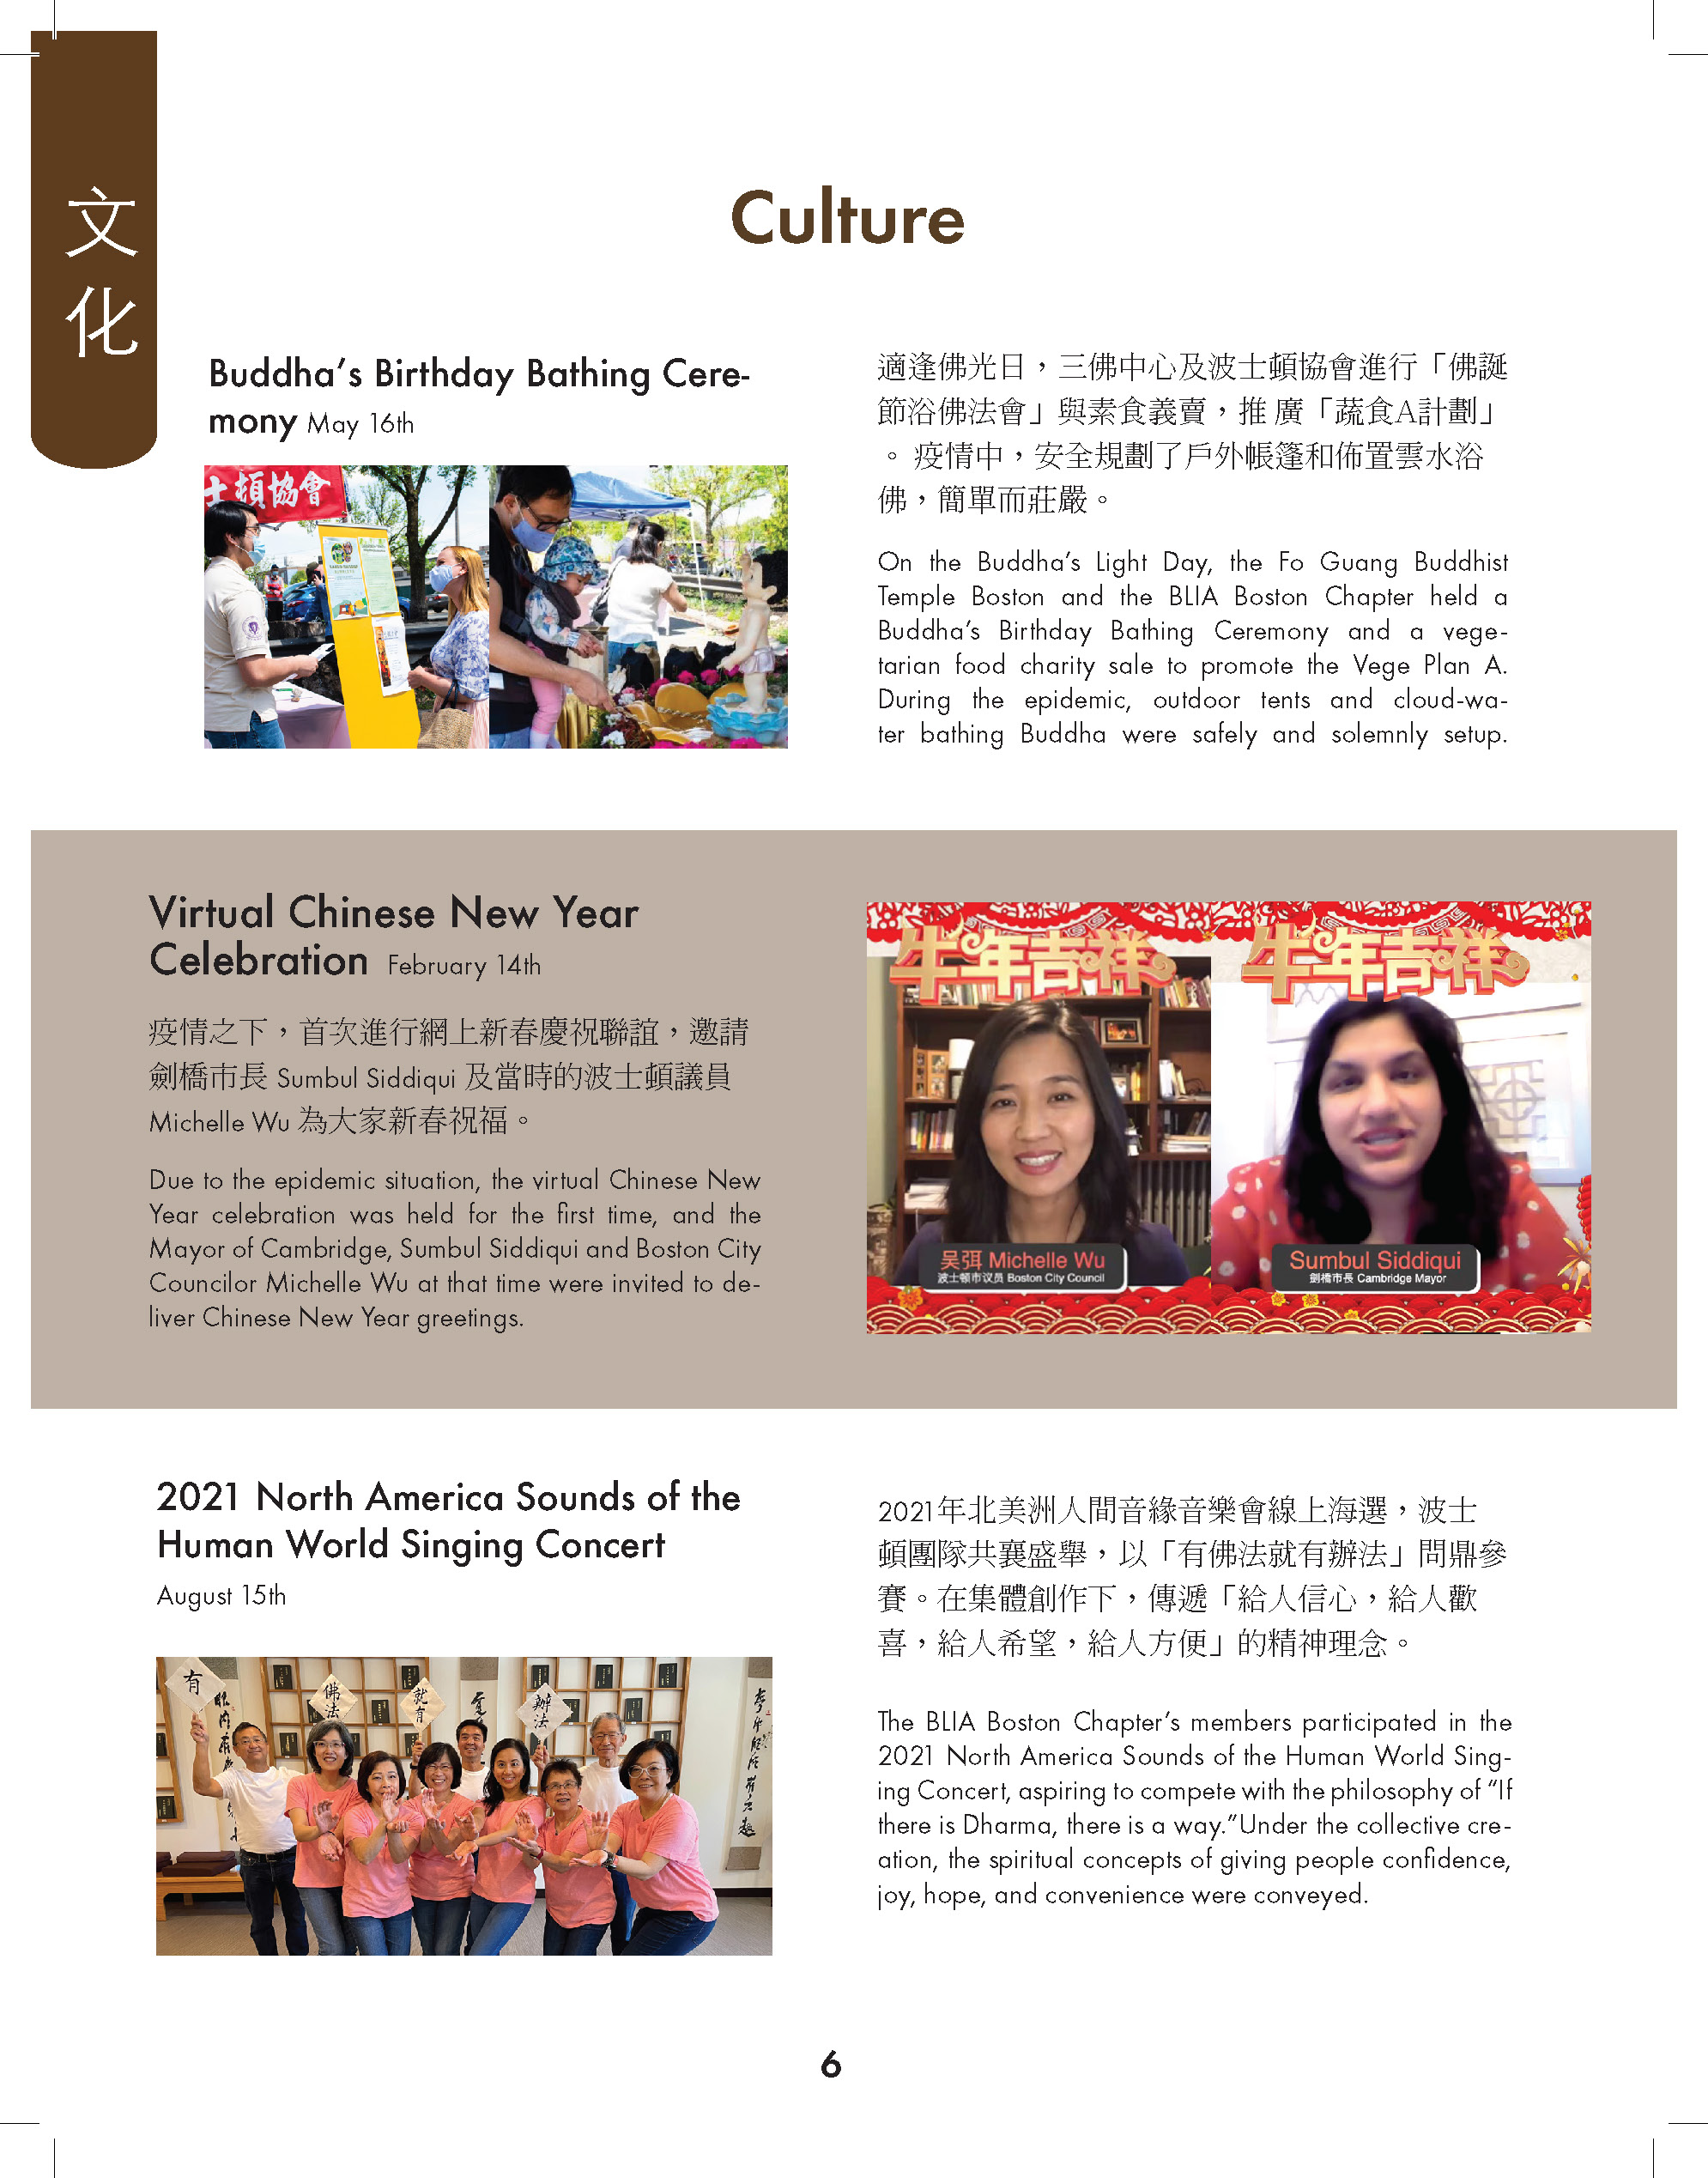 文
化
Culture
Buddha’s Birthday Bathing Cere-
mony May 16th
士頓協會
適逢佛光日，三佛中心及波士頓協會進行「佛誕
節浴佛法會」與素食義賣，推 廣「蔬食A計劃」
。 疫情中，安全規劃了戶外帳篷和佈置雲水浴
佛，簡單而莊嚴。
On the Buddha’s Light Day, the Fo Guang Buddhist
Temple Boston and the BLIA Boston Chapter held a
Buddha’s Birthday Bathing Ceremony and a vege-
tarian food charity sale to promote the Vege Plan A.
During the epidemic, outdoor tents and cloud-wa-
ter bathing Buddha were safely and solemnly setup.
Virtual Chinese New Year
Celebration February 14th
疫情之下，首次進行網上新春慶祝聯誼，邀請
劍橋市長 Sumbul Siddiqui 及當時的波士頓議員
Michelle Wu 為大家新春祝福。
Due to the epidemic situation, the virtual Chinese New
Year celebration was held for the first time, and the
Mayor of Cambridge, Sumbul Siddiqui and Boston City
Councilor Michelle Wu at that time were invited to de-
liver Chinese New Year greetings.
牛年吉祥
牛年吉祥
吴弭 Michelle Wu
波士顿市议员 Boston City Council
Sumbul Siddiqui
劍橋市長 Cambridge Mayor
2021 North America Sounds of the
Human World Singing Concert
August 15th
有
佛法
就有
辦法
2021年北美洲人間音緣音樂會線上海選，波士
頓團隊共襄盛舉，以「有佛法就有辦法」問鼎參
賽。在集體創作下，傳遞「給人信心，給人歡
喜，給人希望，給人方便」的精神理念。
The BLIA Boston Chapter’s members participated in the
2021 North America Sounds of the Human World Sing-
ing Concert, aspiring to compete with the philosophy of “If
there is Dharma, there is a way.”Under the collective cre-
ation, the spiritual concepts of giving people confidence,
joy, hope, and convenience were conveyed.
6